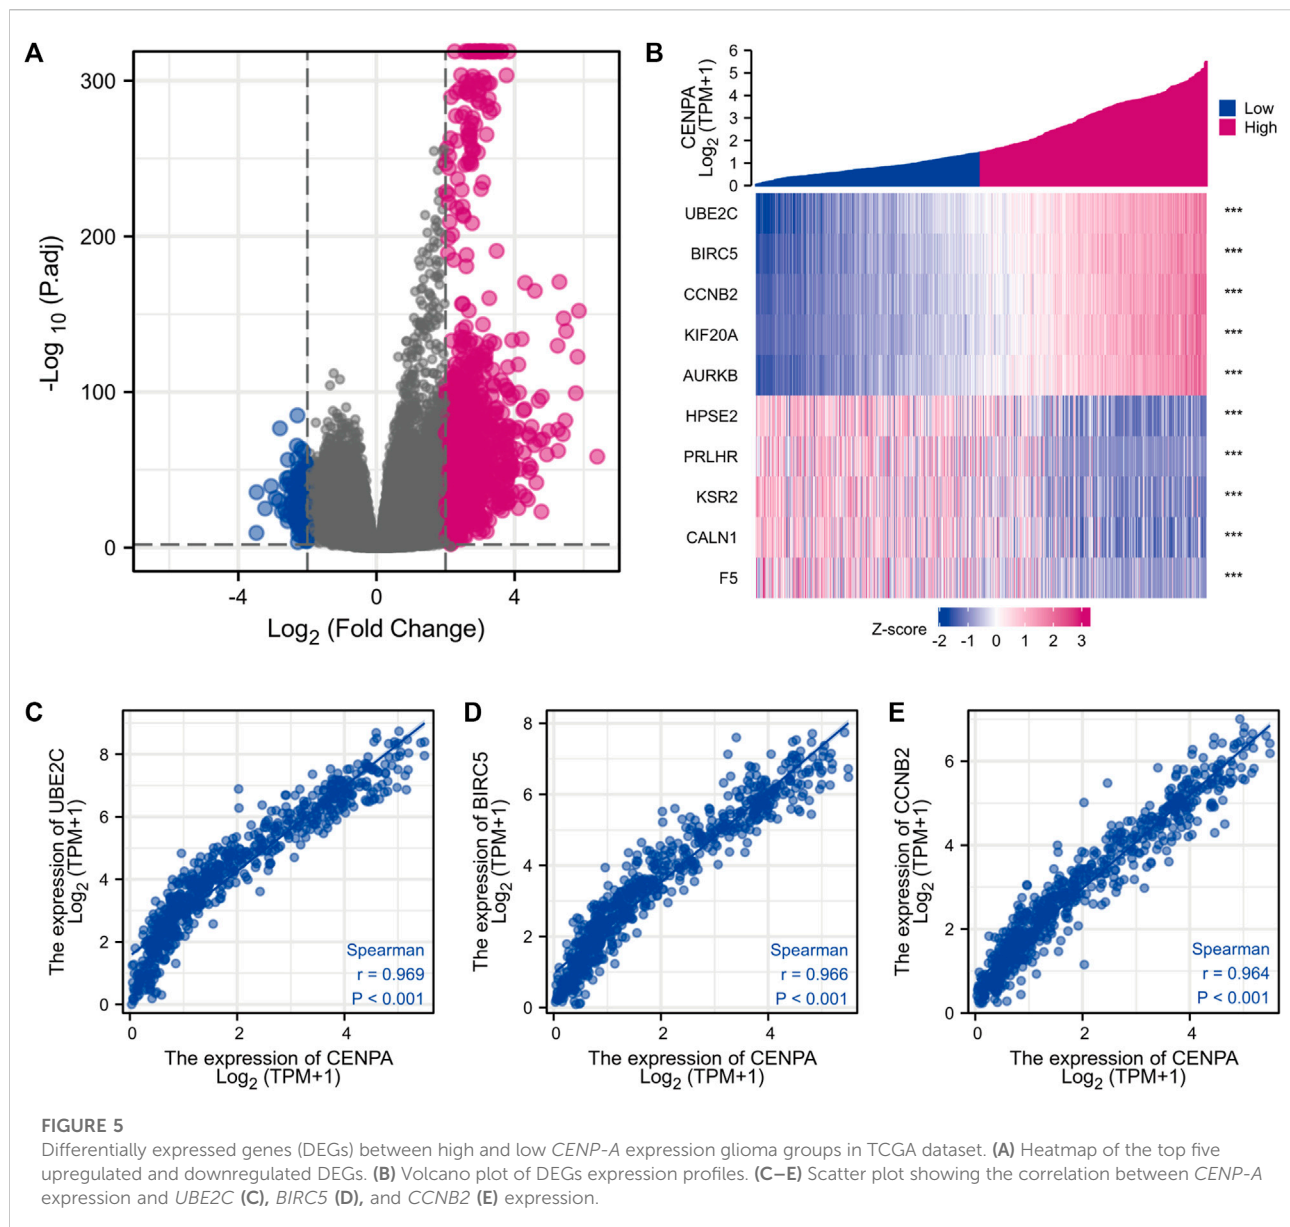 A
300
200
100
0
-Log 10 (P.adj)
-4
0
4
Log2 (Fold Change)
B
6
5
4
3
2
1
0
CENPA
Log2 (TPM+1)
Low
High
UBE2C ***
BIRC5 ***
CCNB2 ***
KIF20A ***
AURKB ***
HPSE2 ***
PRLHR ***
KSR2 ***
CALN1 ***
F5 ***
Z-score
-2 -1 0 1 2 3
C
The expression of UBE2C
Log2 (TPM+1)
8
6
4
2
0
Spearman
r = 0.969
P < 0.001
0 2 4
The expression of CENPA
Log2 (TPM+1)
D
The expression of BIRC5
Log2 (TPM+1)
8
6
4
2
0
Spearman
r = 0.966
P < 0.001
0 2 4
The expression of CENPA
Log2 (TPM+1)
E
The expression of CCNB2
Log2 (TPM+1)
6
4
2
0
Spearman
r = 0.964
P < 0.001
0 2 4
The expression of CENPA
Log2 (TPM+1)
FIGURE 5
Differentially expressed genes (DEGs) between high and low CENP-A expression glioma groups in TCGA dataset. (A) Heatmap of the top five
upregulated and downregulated DEGs. (B) Volcano plot of DEGs expression profiles. (C–E) Scatter plot showing the correlation between CENP-A
expression and UBE2C (C), BIRC5 (D), and CCNB2 (E) expression.